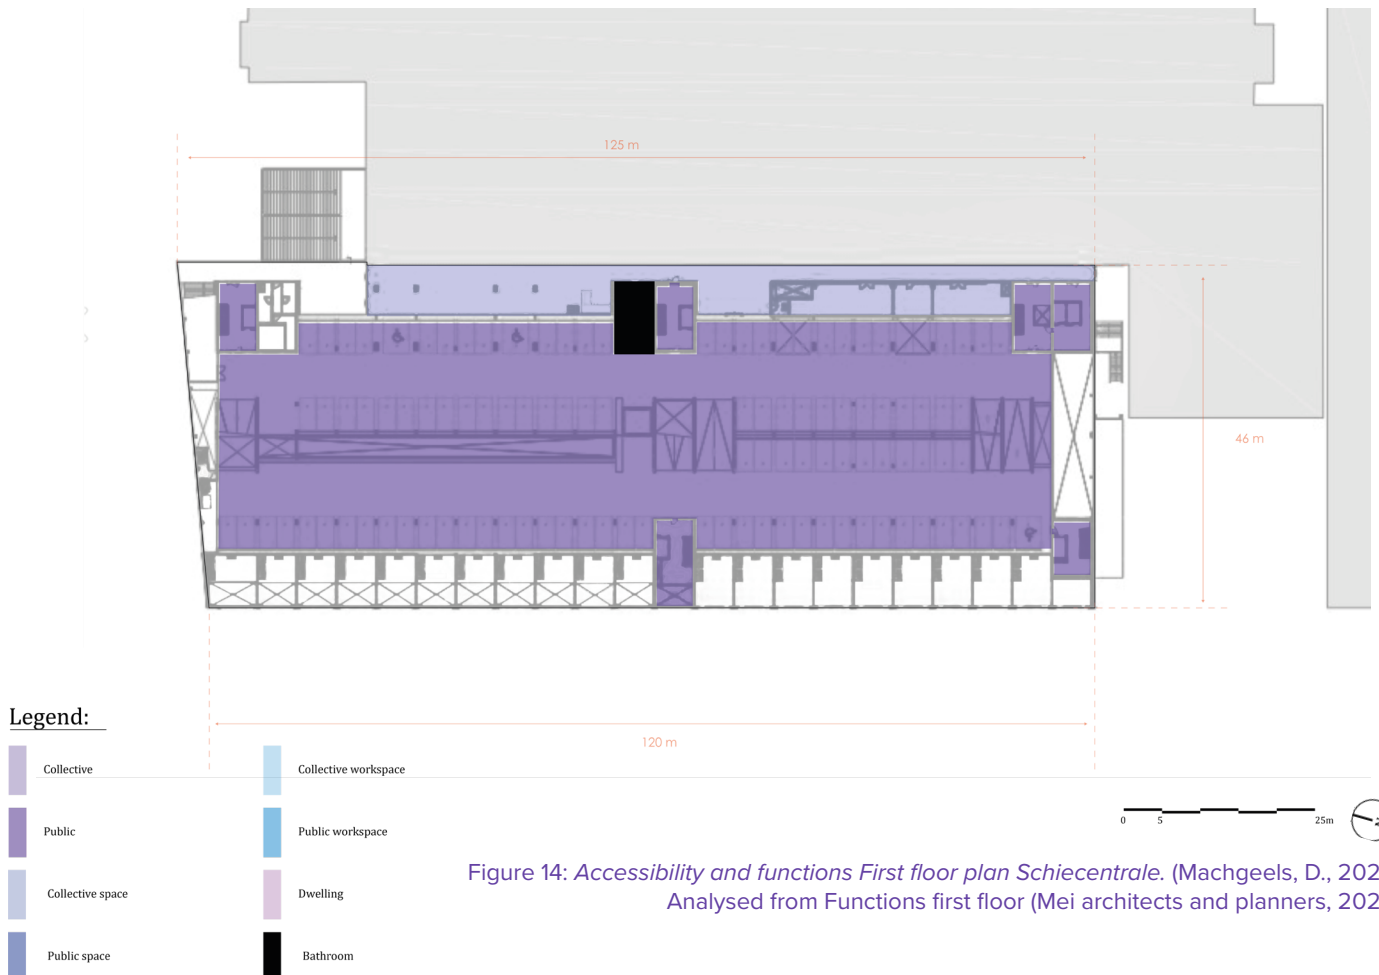 125 m
46 m
120 m
Legend:
Collective
Collective workspace
Public
Public workspace
Collective space
Dwelling
Public space
Bathroom
0 5 25m
Figure 14: Accessibility and functions First floor plan Schiecentrale. (Machgeels, D., 202
Analysed from Functions first floor (Mei architects and planners, 202